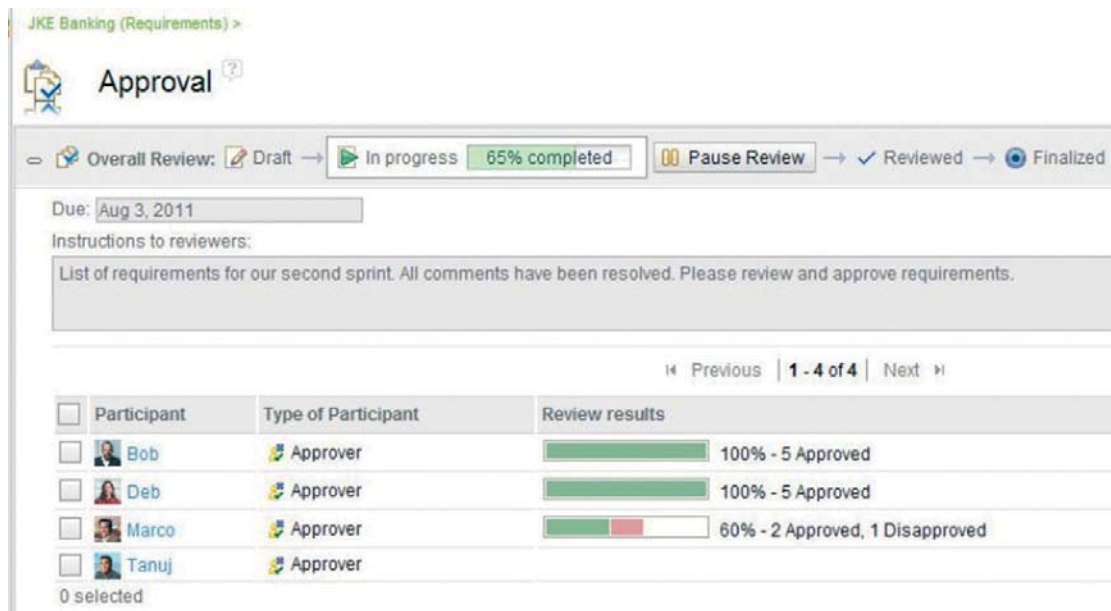 JKE Banking (Requirements) >
Approval ?
Overall Review: Draft → In progress 65% completed Pause Review → Reviewed → Finalized
Due: Aug 3, 2011
Instructions to reviewers:
List of requirements for our second sprint. All comments have been resolved. Please review and approve requirements.
Previous | 1 - 4 of 4 | Next
Participant Type of Participant Review results
Bob Approver 100% - 5 Approved
Deb Approver 100% - 5 Approved
Marco Approver 60% - 2 Approved, 1 Disapproved
Tanuj Approver
0 selected